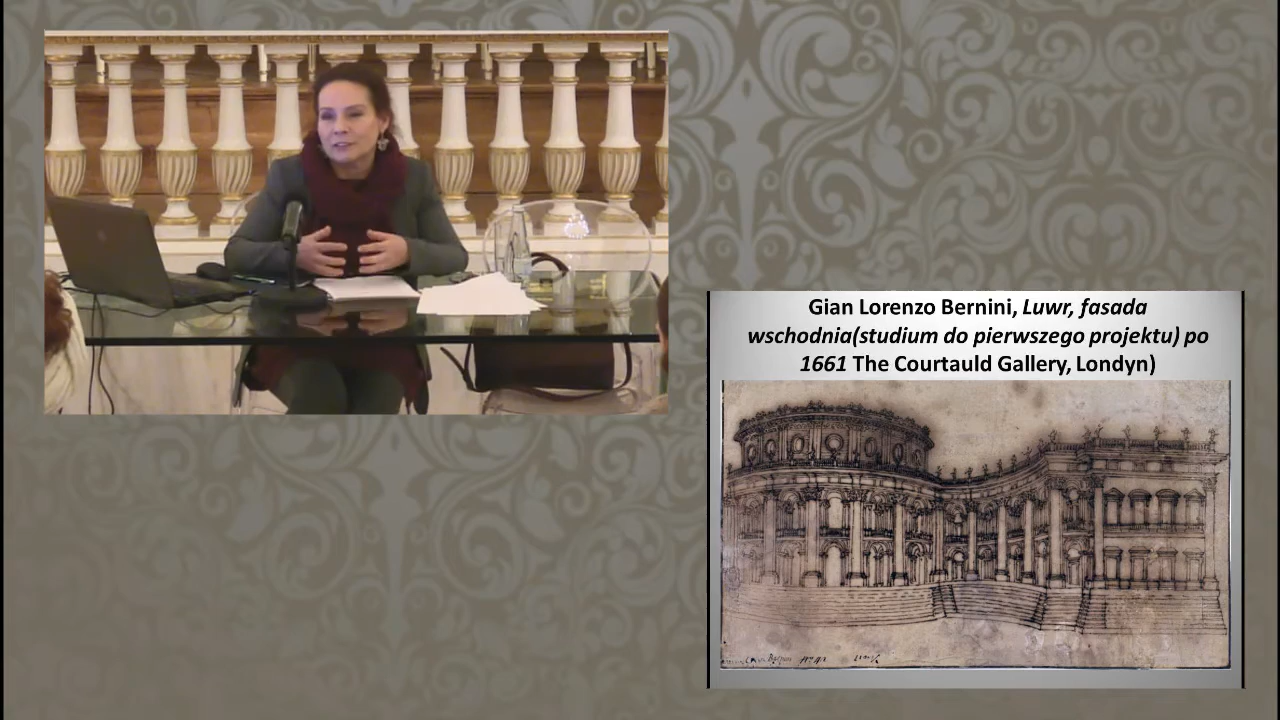 Gian Lorenzo Bernini, Luwr, fasada
wschodnia(studium do pierwszego projektu) po
1661 The Courtauld Gallery, Londyn)